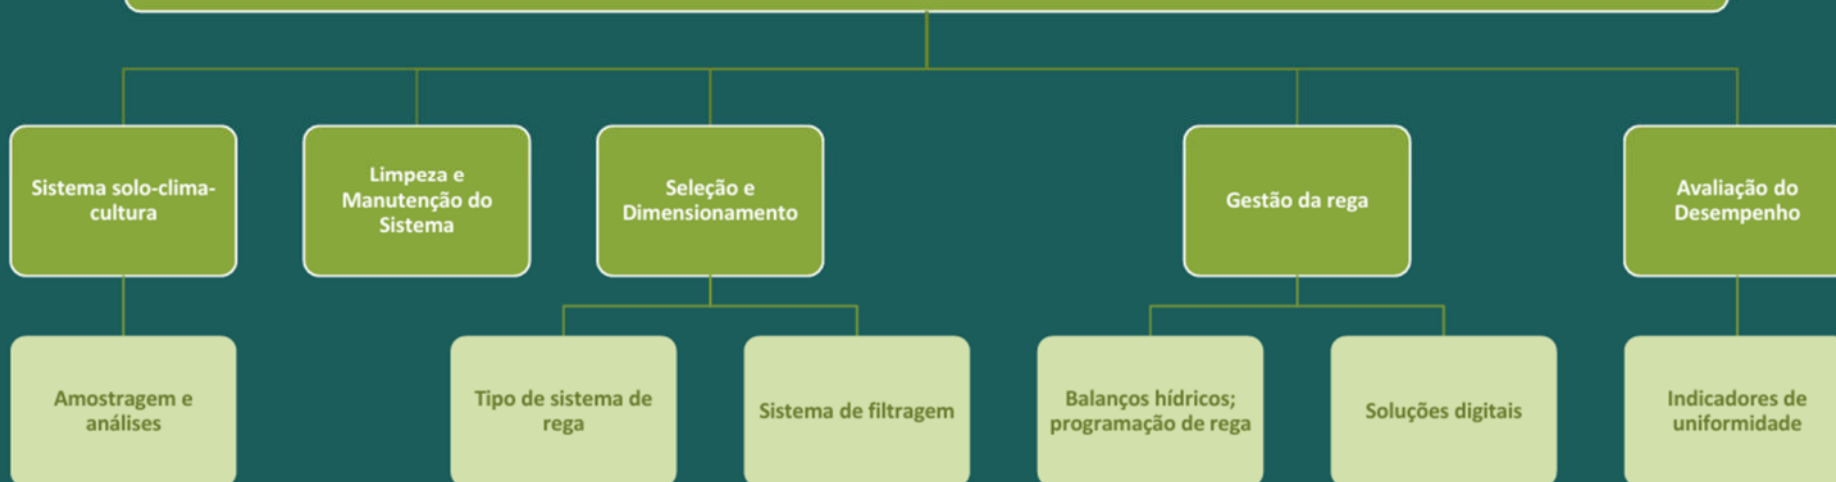 Sistema solo-clima-
cultura
Limpeza e
Manutenção do
Sistema
Seleção e
Dimensionamento
Gestão da rega
Avaliação do
Desempenho
Amostragem e
análises
Tipo de sistema de
rega
Sistema de filtragem
Balanços hídricos;
programação de rega
Soluções digitais
Indicadores de
uniformidade